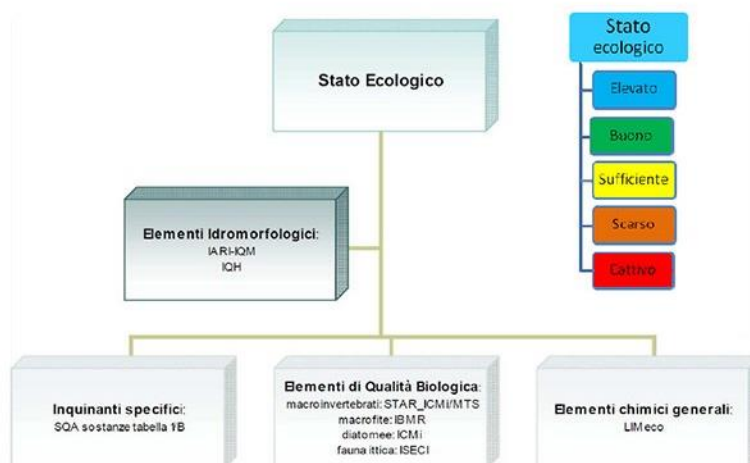 Stato Ecologico
Elementi Idromorfologici:
IARI-IQM
IQH
Inquinanti specifici:
SQA sostanze tabella 1/B
Elementi di Qualità Biologica:
macroinvertebrati: STAR_ICMi/MTS
macrofite: IBMR
diatomee: ICMi
fauna ittica: ISECI
Elementi chimici generali:
LIMeco
Stato
ecologico
Elevato
Buono
Sufficiente
Scarso
Cattivo